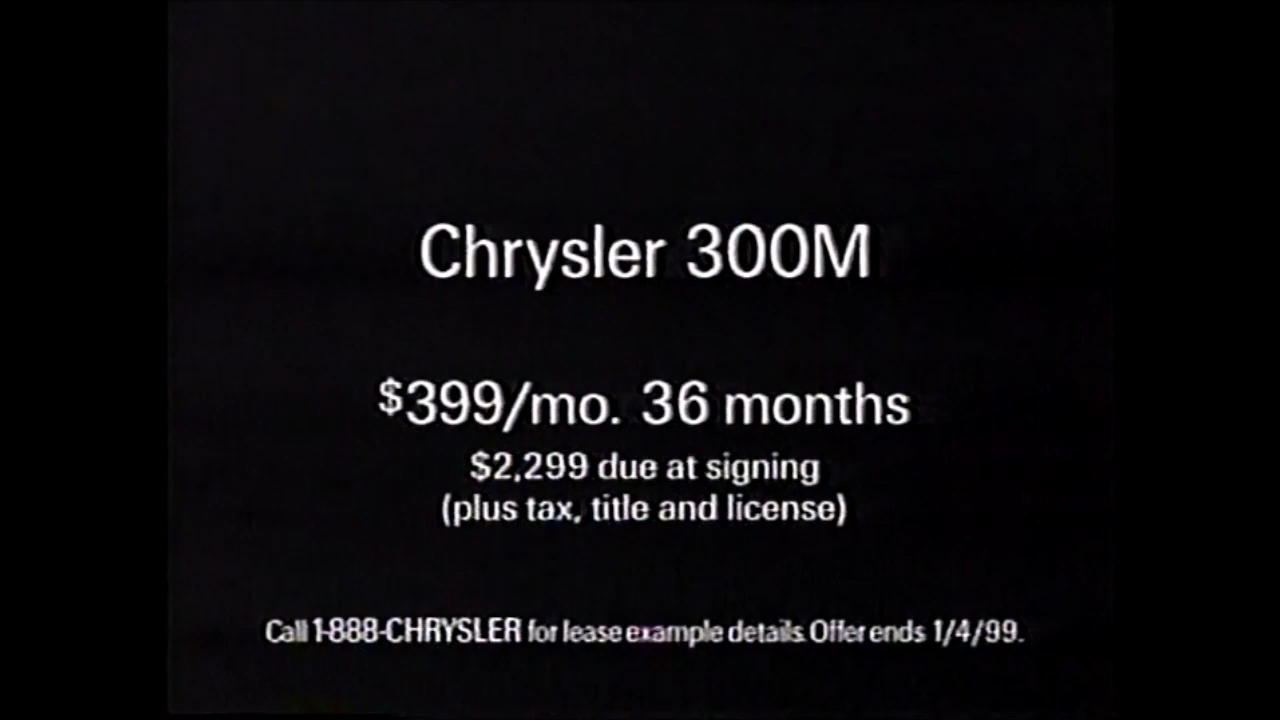 Chrysler 300M
$399/mo. 36 months
$2,299 due at signing
(plus tax, title and license)
Call 1-888-CHRYSLER for lease example details. Offer ends 1/4/99.